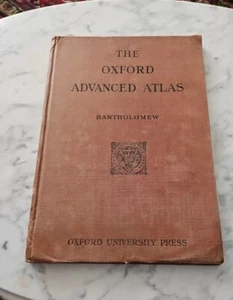 THE
OXFORD
ADVANCED ATLAS
BARTHOLOMEW
OXFORD UNIVERSITY PRESS